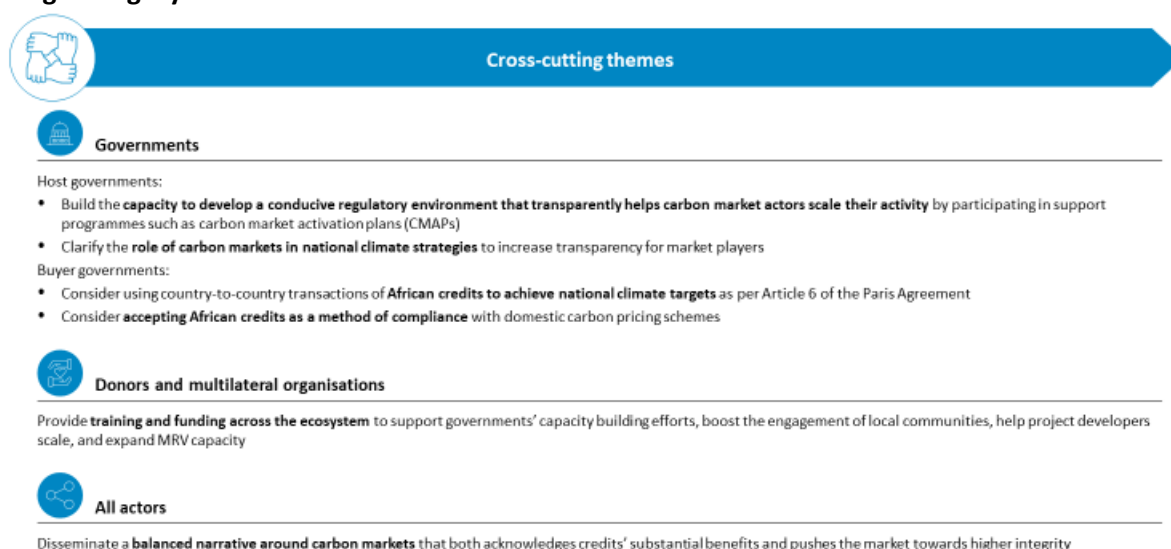 Cross-cutting themes
Governments
Host governments:
• Build the capacity to develop a conducive regulatory environment that transparently helps carbon market actors scale their activity by participating in support
programmes such as carbon market activation plans (CMAPs)
• Clarify the role of carbon markets in national climate strategies to increase transparency for market players
Buyer governments:
• Consider using country-to-country transactions of African credits to achieve national climate targets as per Article 6 of the Paris Agreement
• Consider accepting African credits as a method of compliance with domestic carbon pricing schemes
Donors and multilateral organisations
Provide training and funding across the ecosystem to support governments' capacity building efforts, boost the engagement of local communities, help project developers
scale, and expand MRV capacity
All actors
Disseminate a balanced narrative around carbon markets that both acknowledges credits' substantial benefits and pushes the market towards higher integrity